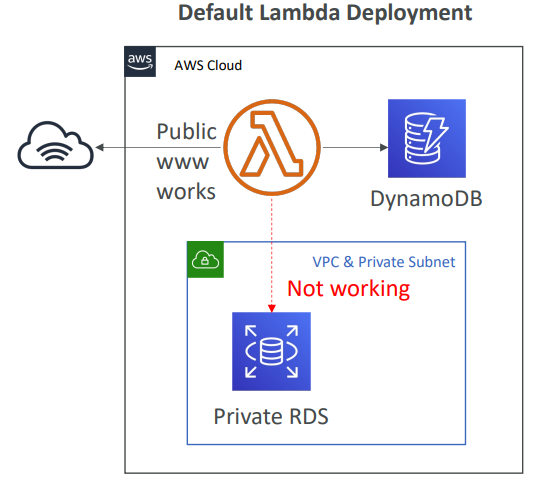 Default Lambda Deployment
aws
AWS Cloud
Public
www
works
DynamoDB
VPC & Private Subnet
Not working
Private RDS